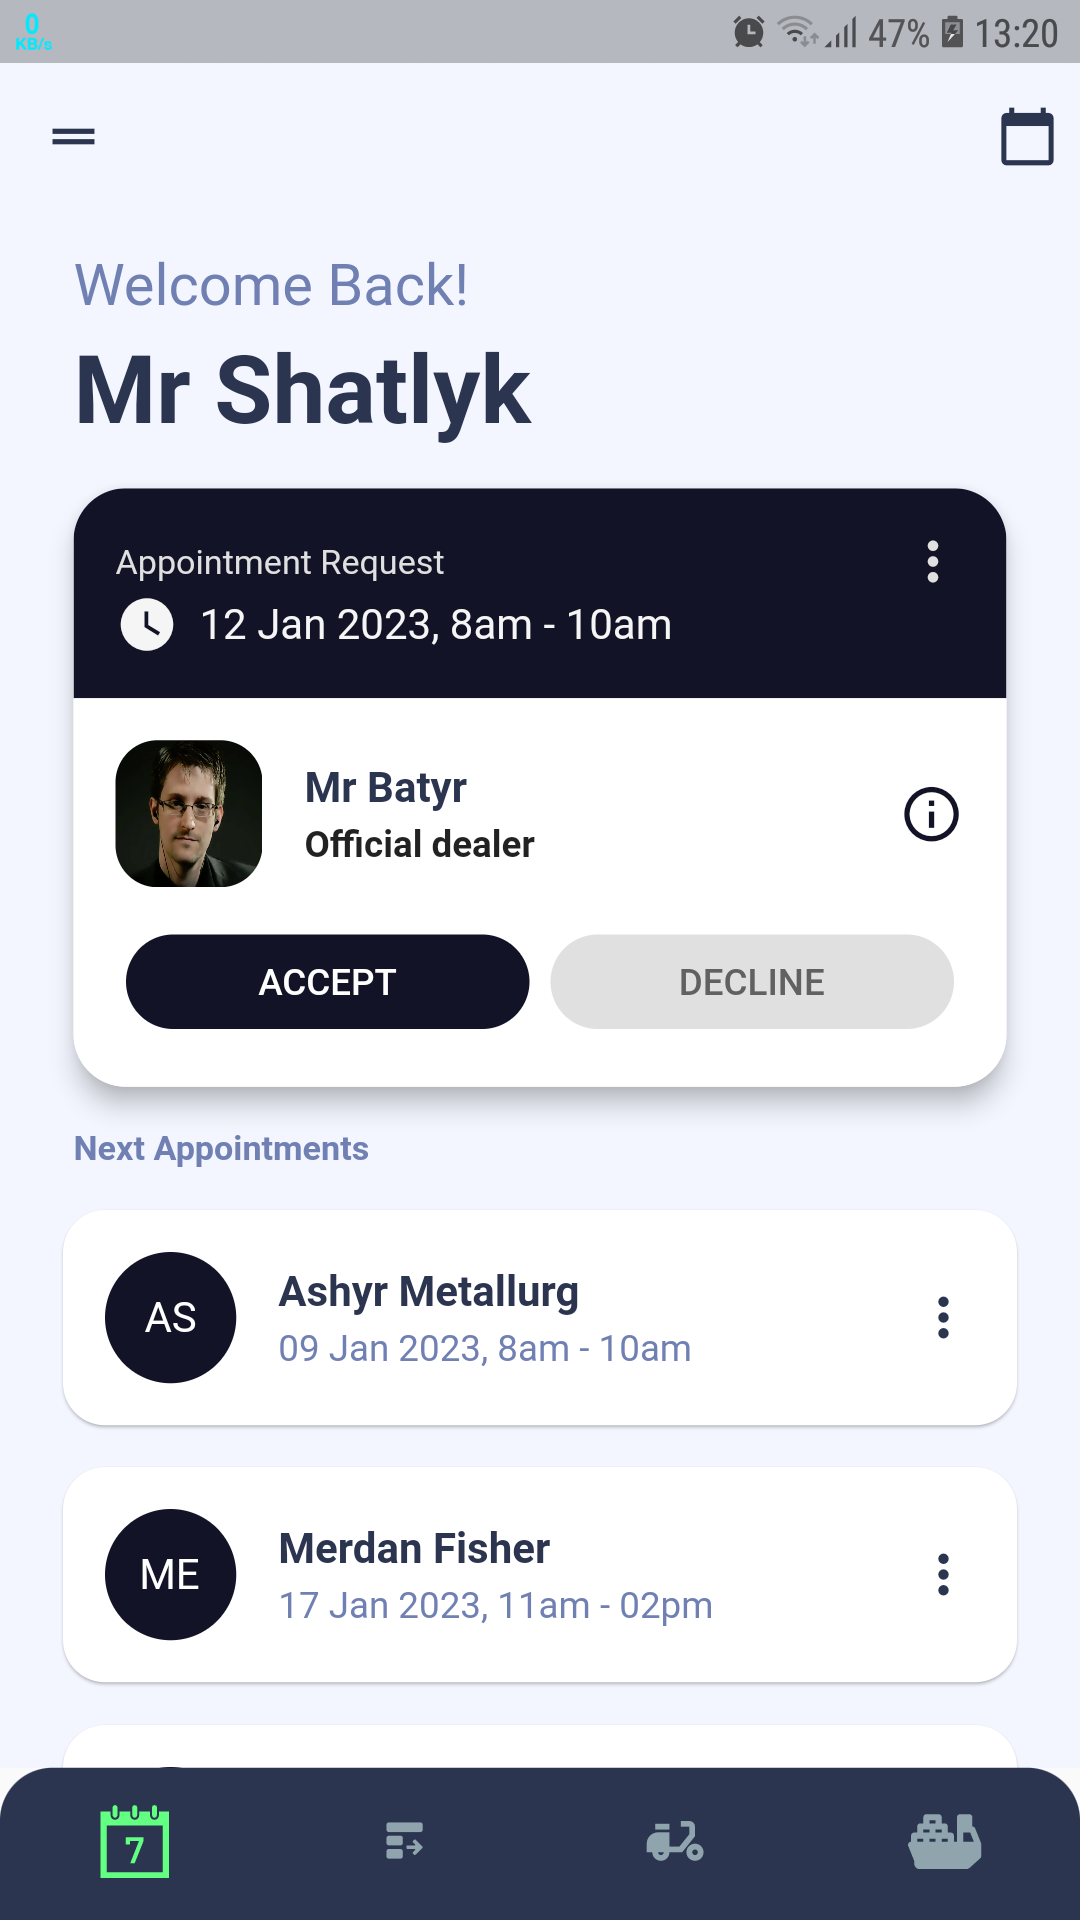 0
KB/s
47%
13:20
Welcome Back!
Mr Shatlyk
Appointment Request
12 Jan 2023, 8am - 10am
Mr Batyr
Official dealer
ACCEPT
DECLINE
Next Appointments
AS
Ashyr Metallurg
09 Jan 2023, 8am - 10am
ME
Merdan Fisher
17 Jan 2023, 11am - 02pm
7